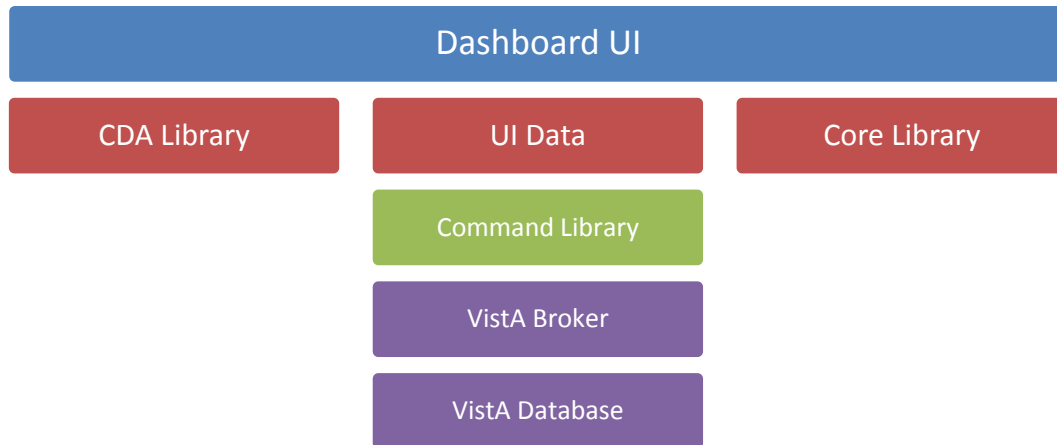 Dashboard UI
CDA Library
UI Data
Core Library
Command Library
VistA Broker
VistA Database